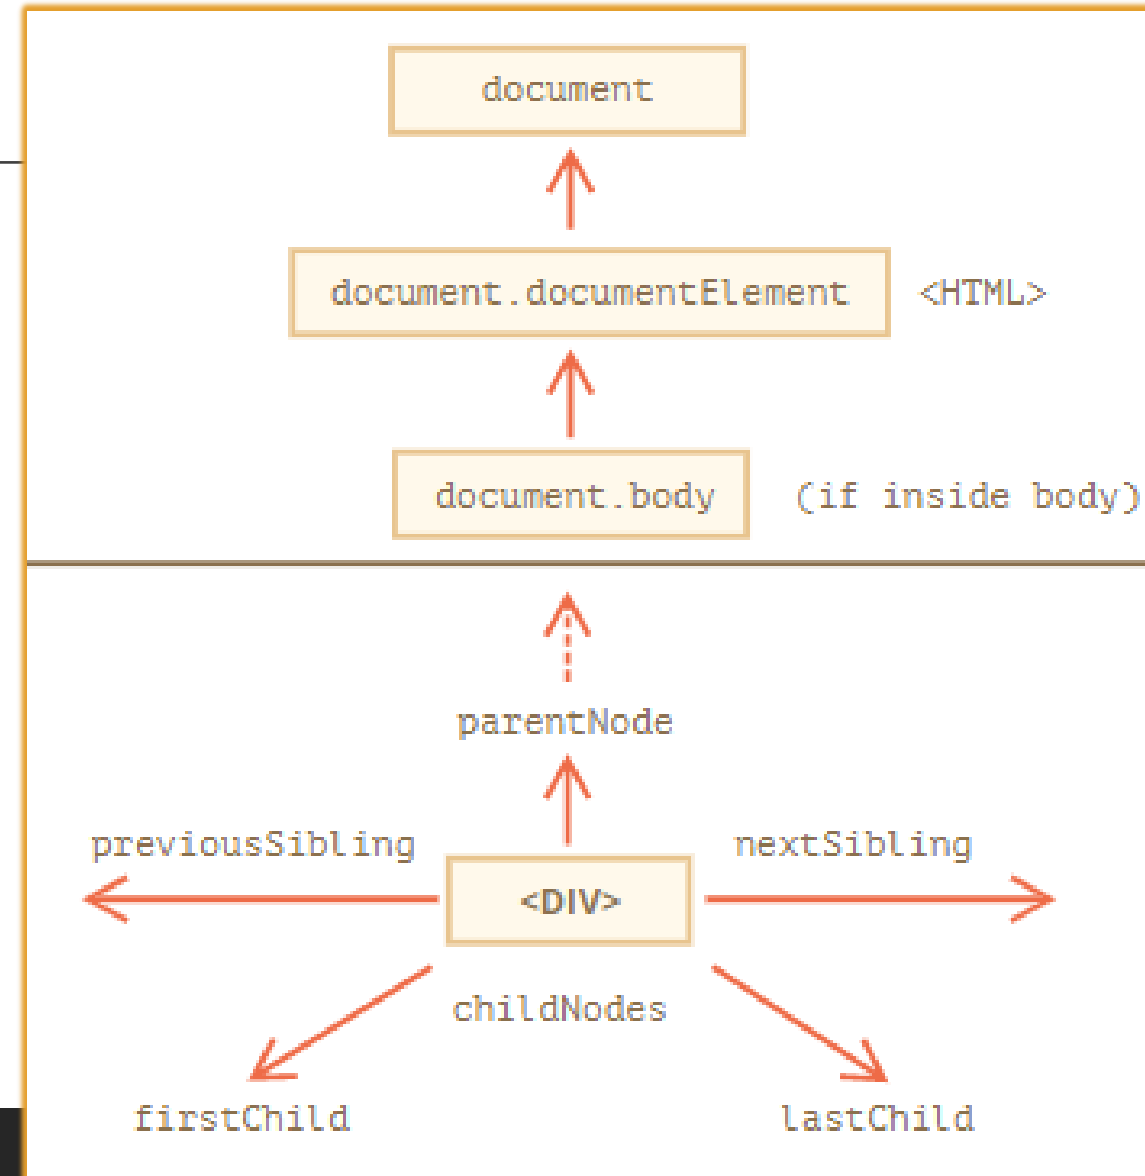 document
document.documentElement <HTML>
document.body (if inside body)
parentNode
previousSibling nextSibling
<DIV>
childNodes
firstChild lastChild